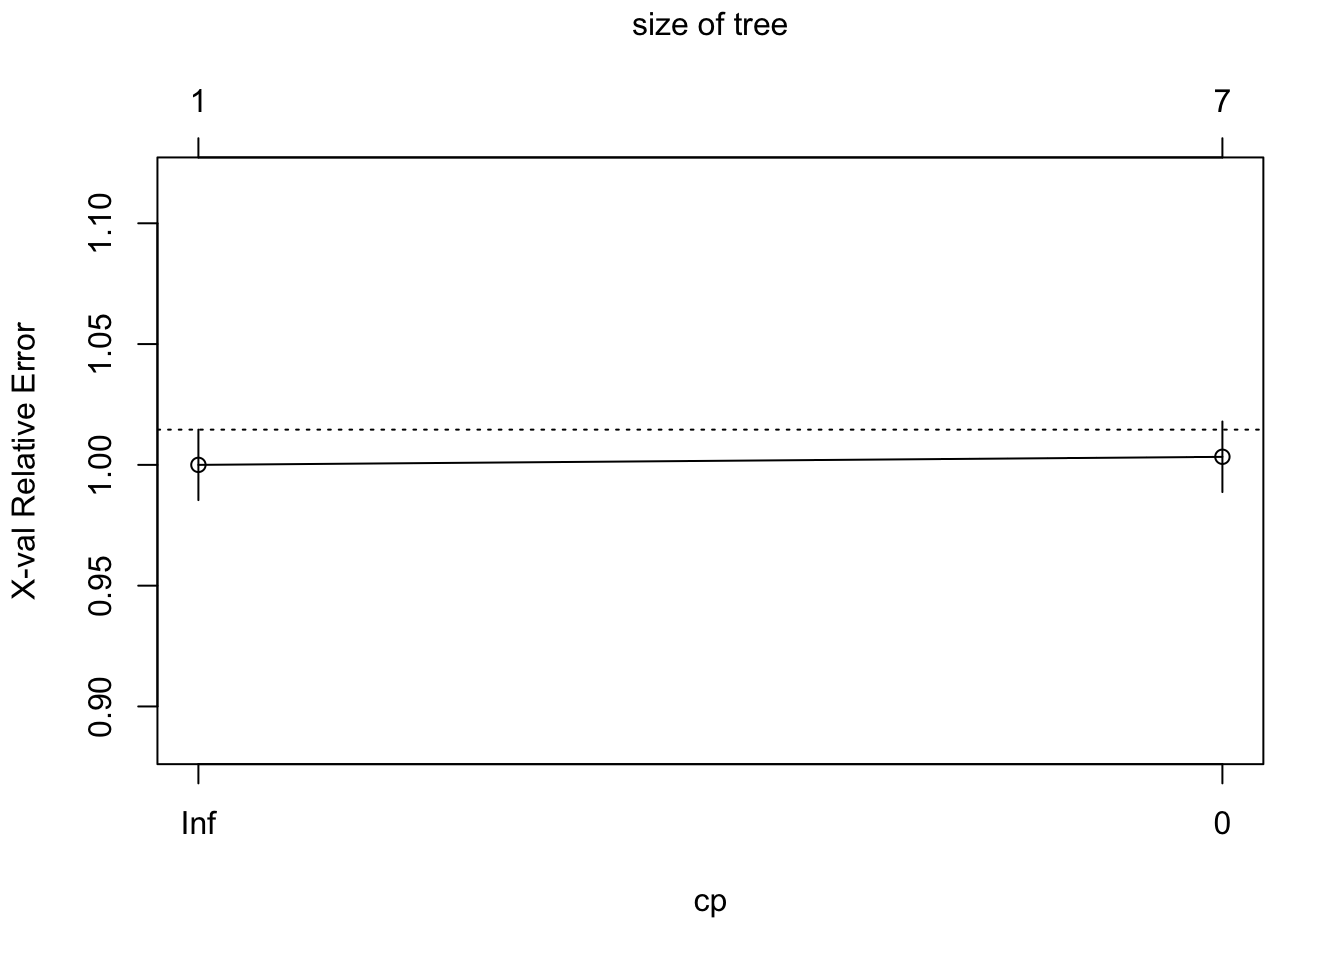 size of tree
1 7
1.10
1.05
1.00
0.95
0.90
X-val Relative Error
Inf 0
cp